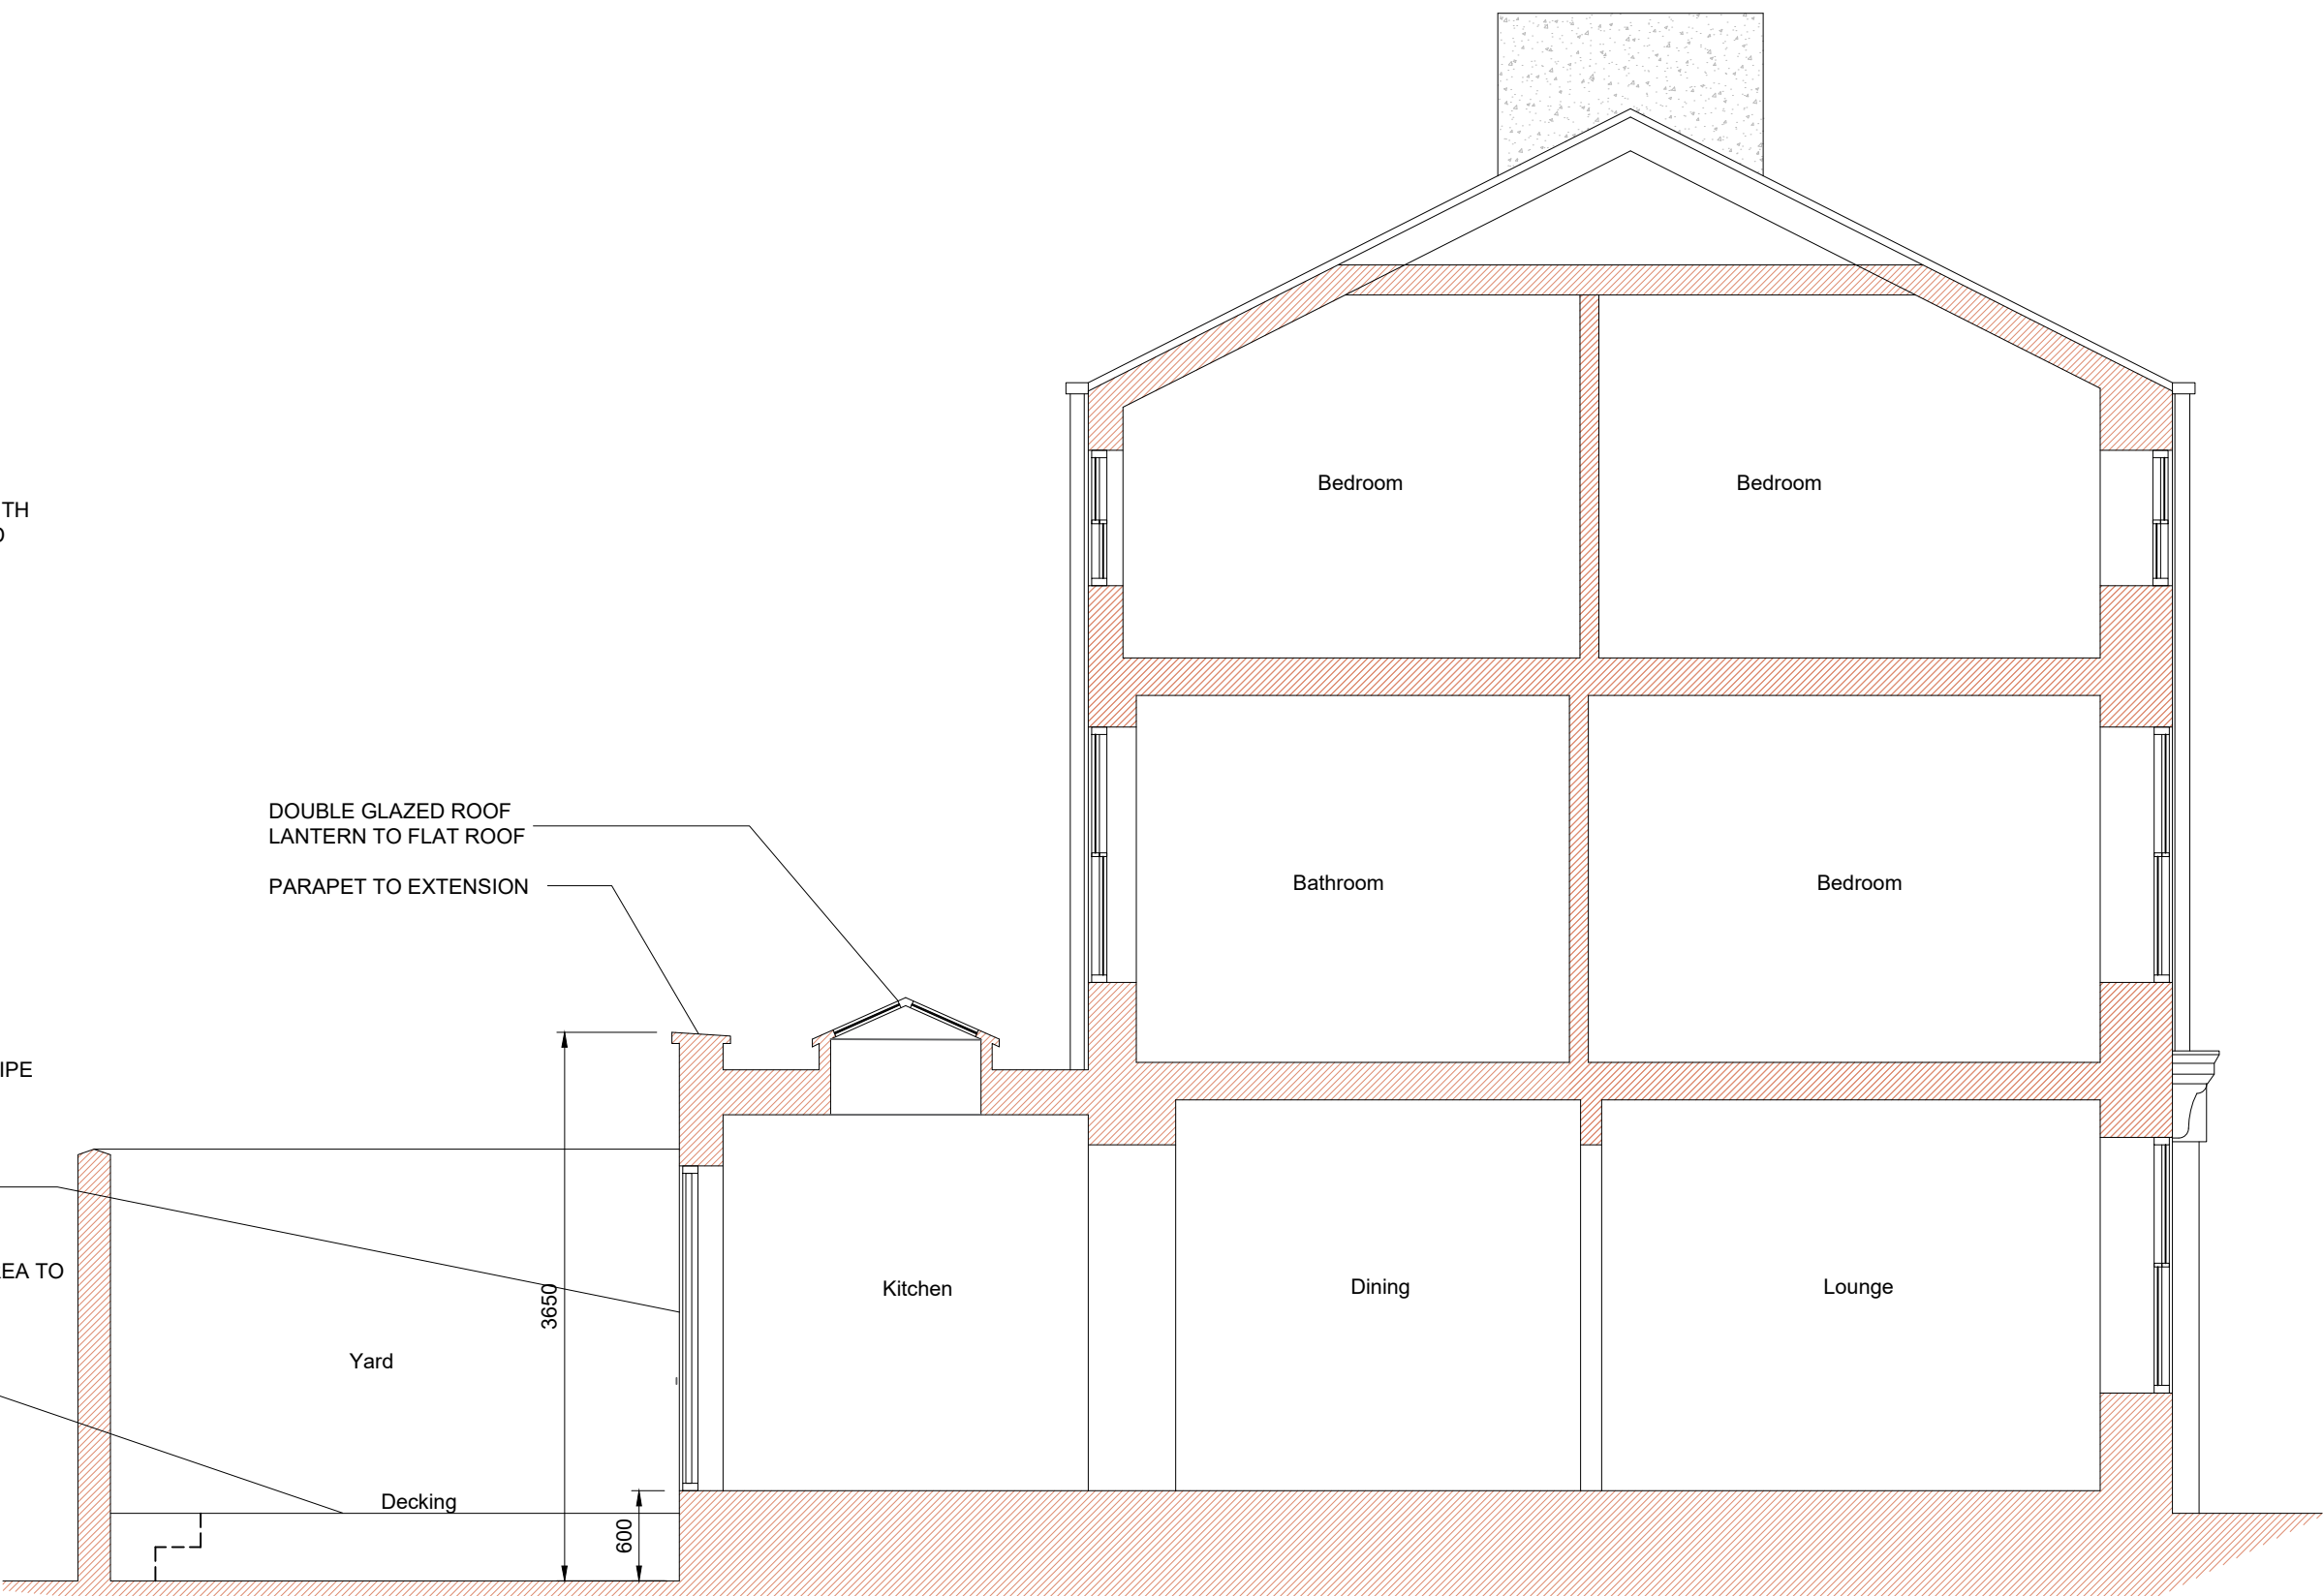 Bedroom
Bedroom
TH
DOUBLE GLAZED ROOF
LANTERN TO FLAT ROOF
PARAPET TO EXTENSION
Bathroom
Bedroom
IPE
EA TO
3650
Kitchen
Dining
Lounge
Yard
Decking
600